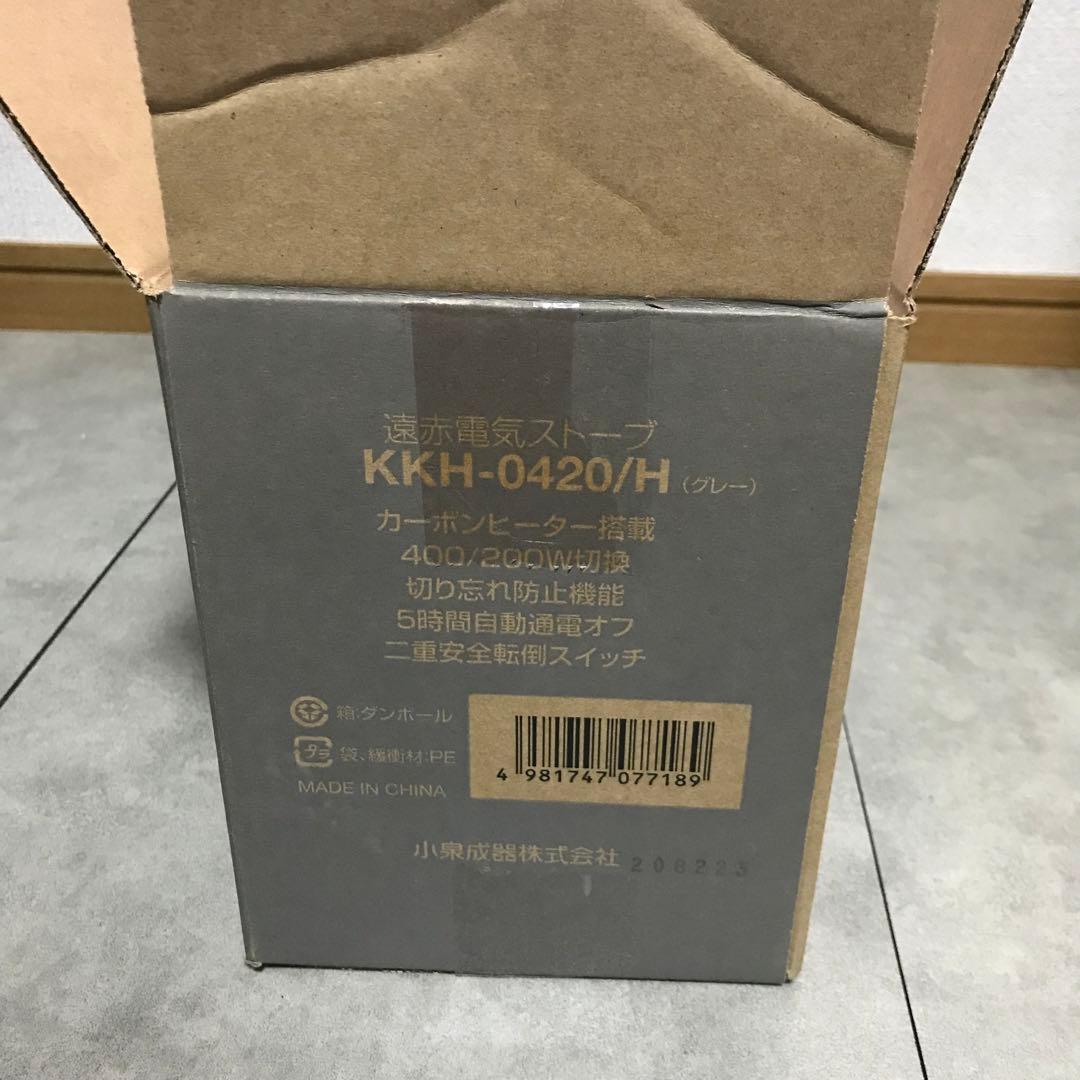 遠赤電気ストーブ
KKH-0420/H (グレー)
カーボンヒーター搭載
400/200W切換
切り忘れ防止機能
5時間自動通電オフ
二重安全転倒スイッチ
箱:ダンボール
プラ 袋、緩衝材:PE
MADE IN CHINA
4 981747 077189
小泉成器株式会社 208223